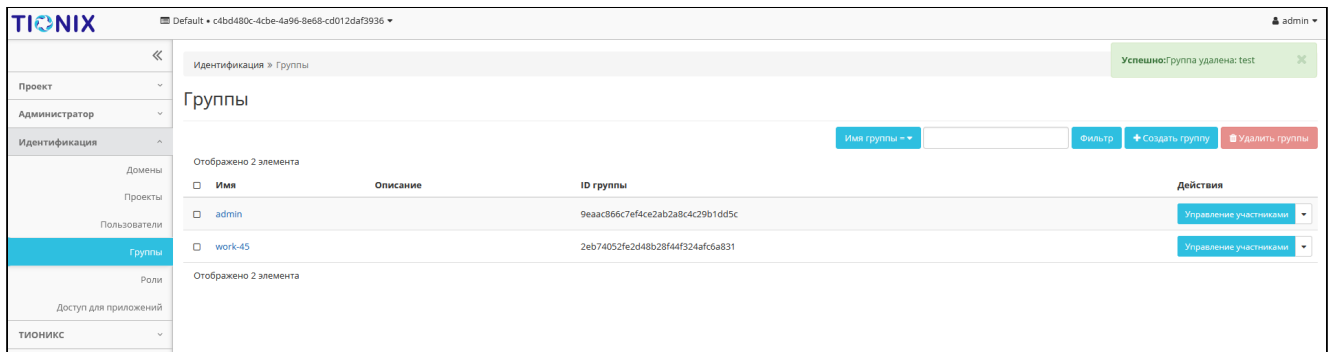 TIONIX
Default • c4bd480c-4cbe-4a96-8e68-cd012daf3936
admin
Идентификация » Группы
Успешно:Группа удалена: test
Проект
Администратор
Идентификация
Домены
Проекты
Пользователи
Группы
Роли
Доступ для приложений
ТИОНИКС
Группы
Имя группы =
Фильтр
Создать группу
Удалить группы
Отображено 2 элемента
Имя Описание ID группы Действия
admin 9eaac866c7ef4ce2ab2a8c4c29b1dd5c Управление участниками
work-45 2eb74052fe2d48b28f44f324afc6a831 Управление участниками
Отображено 2 элемента